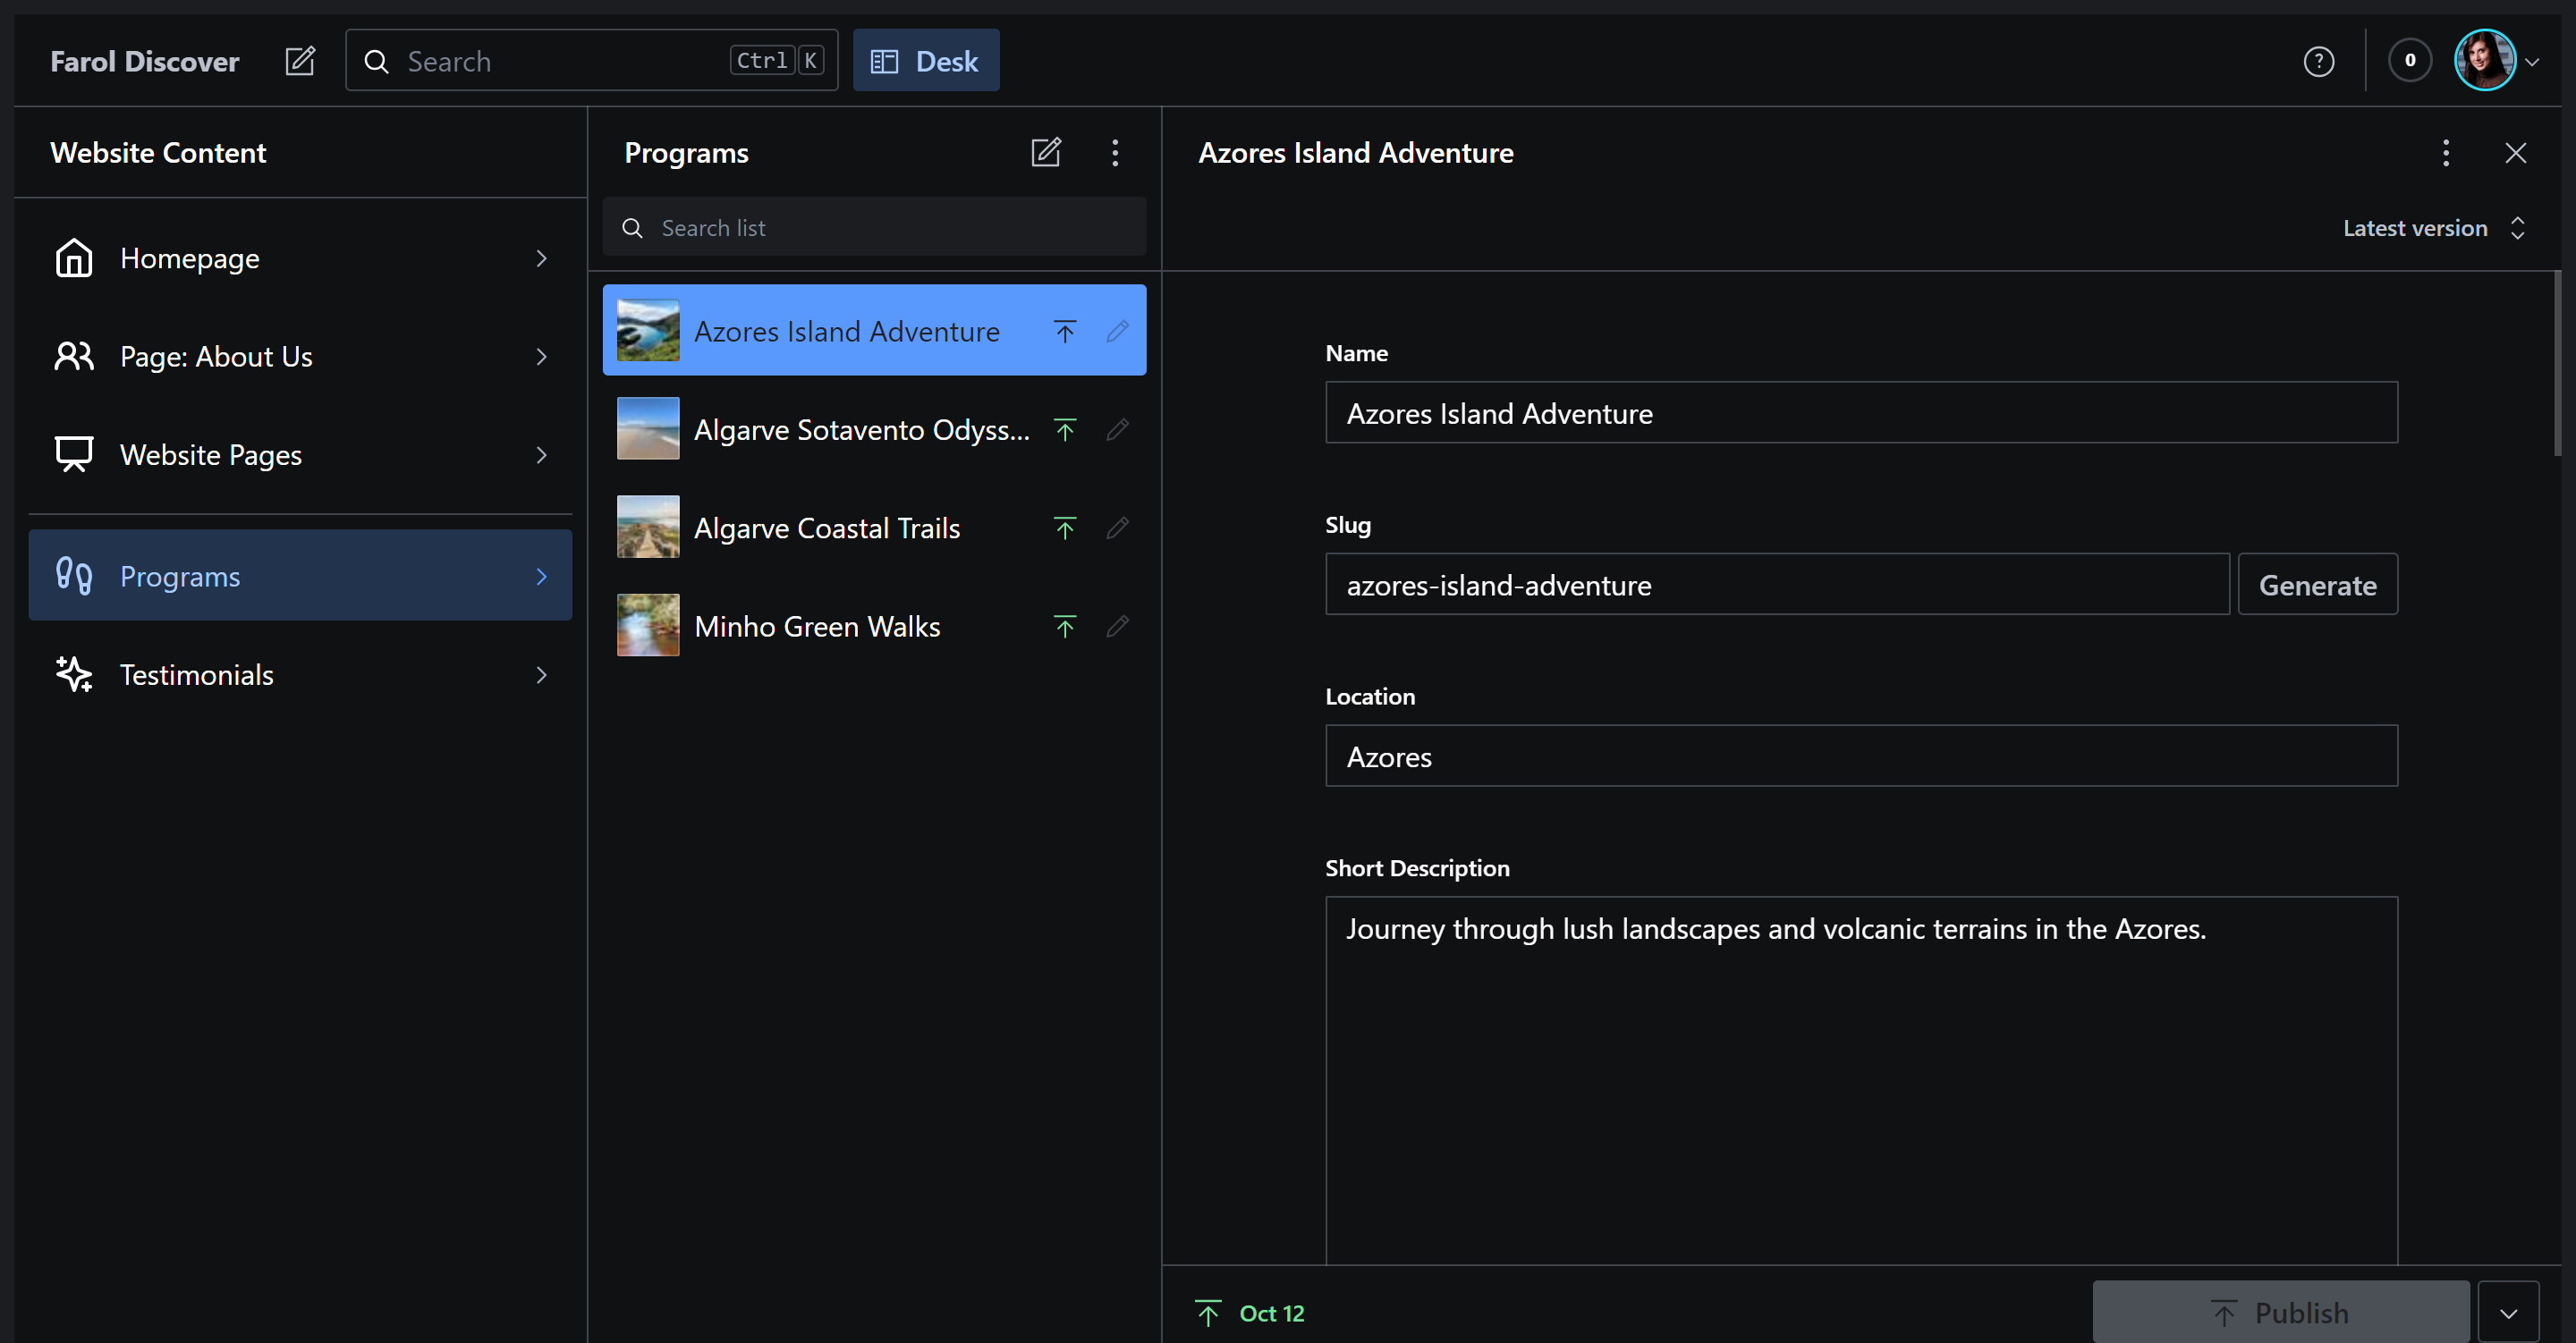 Farol Discover
Search
Ctrl K
Desk
?
0
Website Content
Homepage
Page: About Us
Website Pages
Programs
Testimonials
Programs
Search list
Azores Island Adventure
Algarve Sotavento Odyss...
Algarve Coastal Trails
Minho Green Walks
Azores Island Adventure
Latest version
Name
Azores Island Adventure
Slug
azores-island-adventure
Generate
Location
Azores
Short Description
Journey through lush landscapes and volcanic terrains in the Azores.
Oct 12
Publish